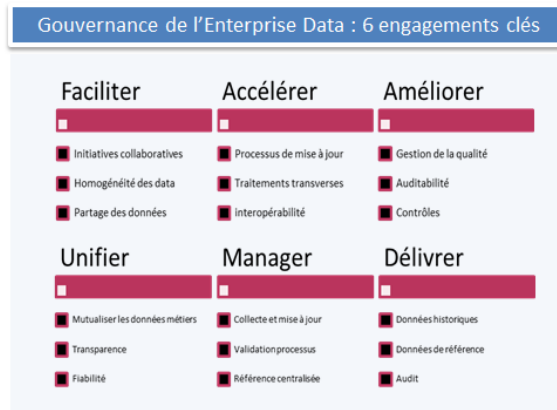 Gouvernance de l’Enterprise Data : 6 engagements clés
Faciliter
Accélérer
Améliorer
Initiatives collaboratives
Processus de mise à jour
Gestion de la qualité
Homogénéité des data
Traitements transverses
Auditabilité
Partage des données
interopérabilité
Contrôles
Unifier
Manager
Délivrer
Mutualiser les données métiers
Collecte et mise à jour
Données historiques
Transparence
Validation processus
Données de référence
Fiabilité
Référence centralisée
Audit